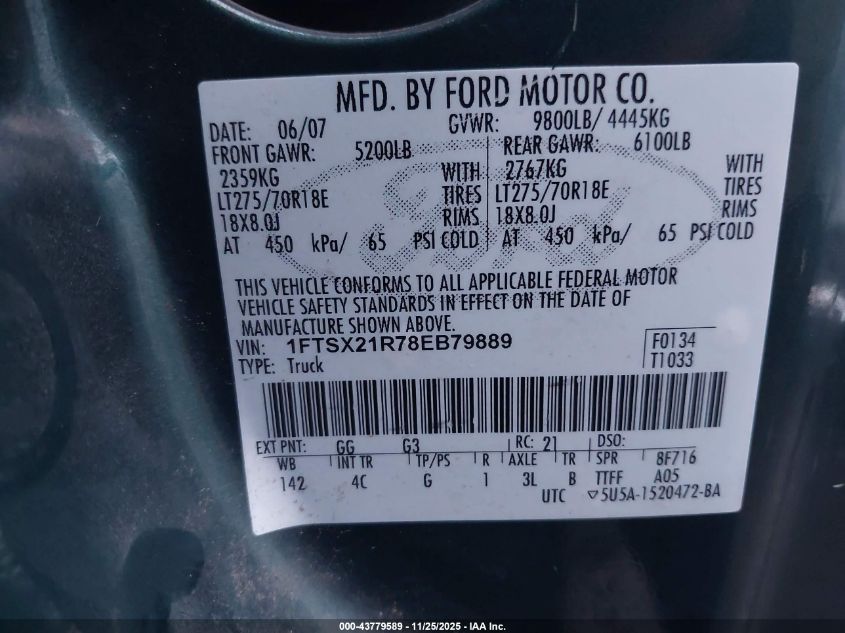 MFD. BY FORD MOTOR CO.
DATE: 06/07 GVWR: 9800LB/ 4445KG
FRONT GAWR: 5200LB REAR GAWR: 6100LB
2359KG WITH 2767KG WITH
LT275/70R18E TIRES LT275/70R18E TIRES
18X8.0J RIMS 18X8.0J RIMS
AT 450 kPa/ 65 PSI COLD AT 450 kPa/ 65 PSI COLD
THIS VEHICLE CONFORMS TO ALL APPLICABLE FEDERAL MOTOR
VEHICLE SAFETY STANDARDS IN EFFECT ON THE DATE OF
MANUFACTURE SHOWN ABOVE.
VIN: 1FTSX21R78EB79889 F0134
TYPE: Truck T1033
EXT PNT: GG G3 RC: 21 DSO:
WB INT TR TP/PS R AXLE TR SPR 8F716
142 4C G 1 3L B TTFF A05
UTC ▽5U5A-1520472-BA
Ford
000-43779589 - 11/25/2025 - IAA Inc.